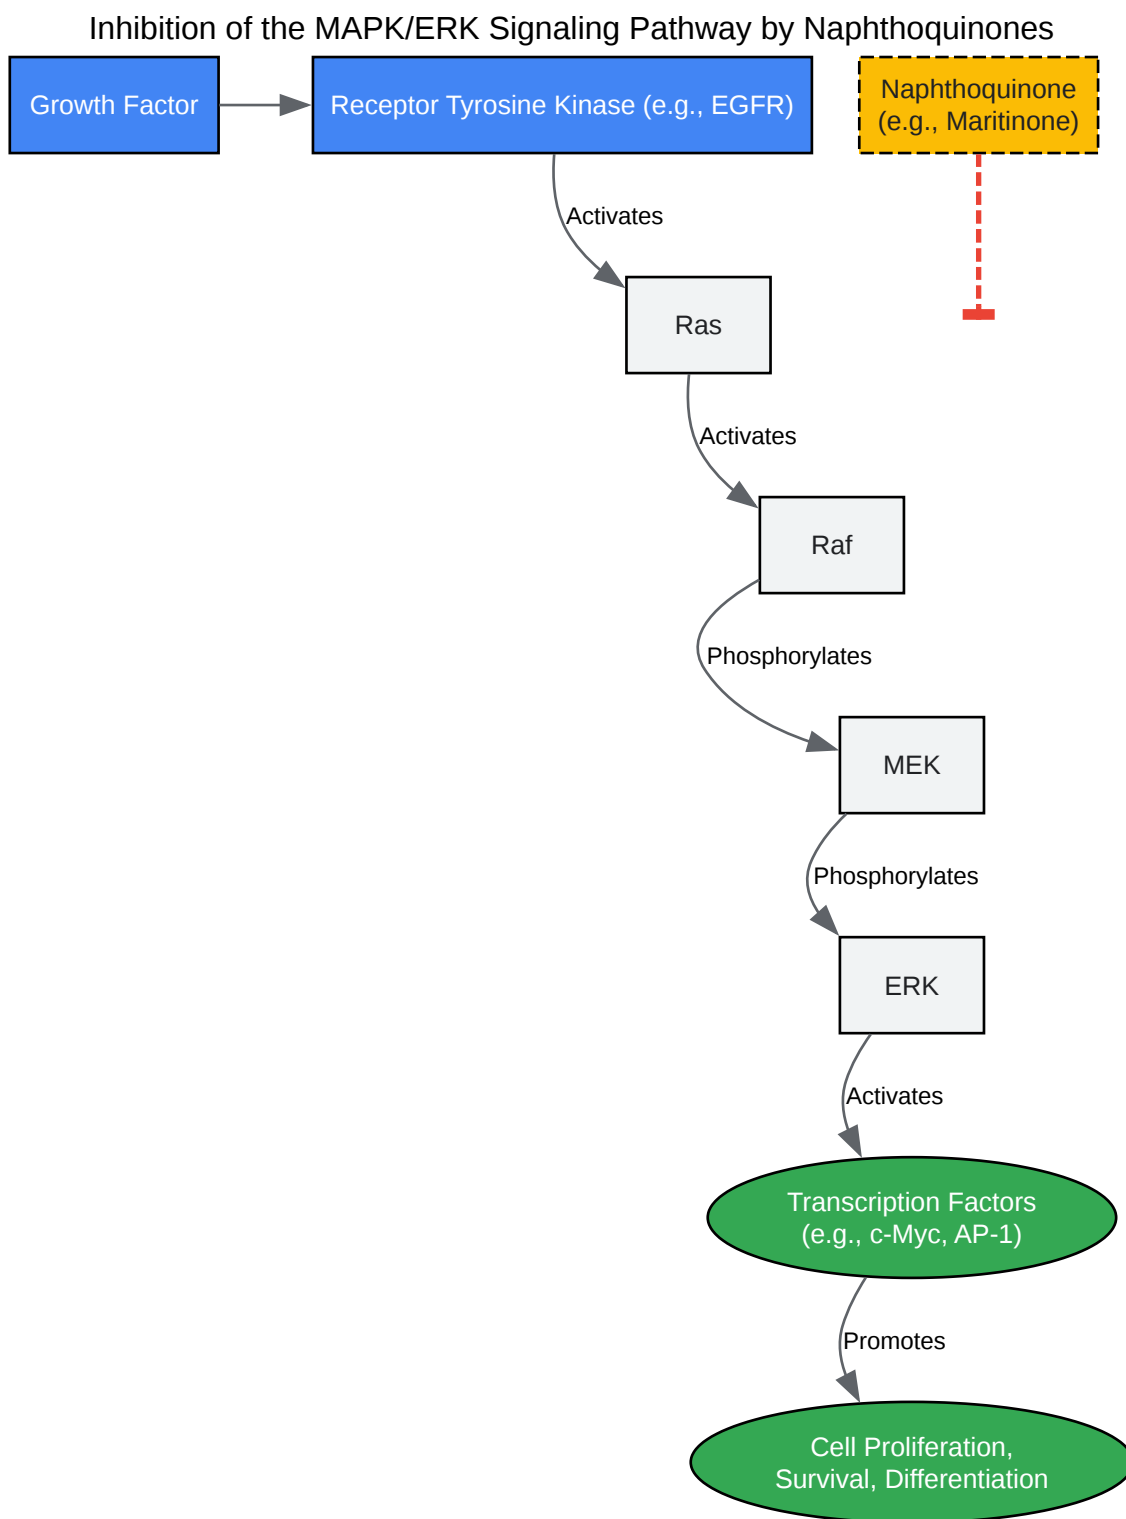 Inhibition of the MAPK/ERK Signaling Pathway by Naphthoquinones
Growth Factor
Receptor Tyrosine Kinase (e.g., EGFR)
Naphthoquinone
(e.g., Maritinone)
Activates
Ras
Activates
Raf
Phosphorylates
MEK
Phosphorylates
ERK
Activates
Transcription Factors
(e.g., c-Myc, AP-1)
Promotes
Cell Proliferation,
Survival, Differentiation